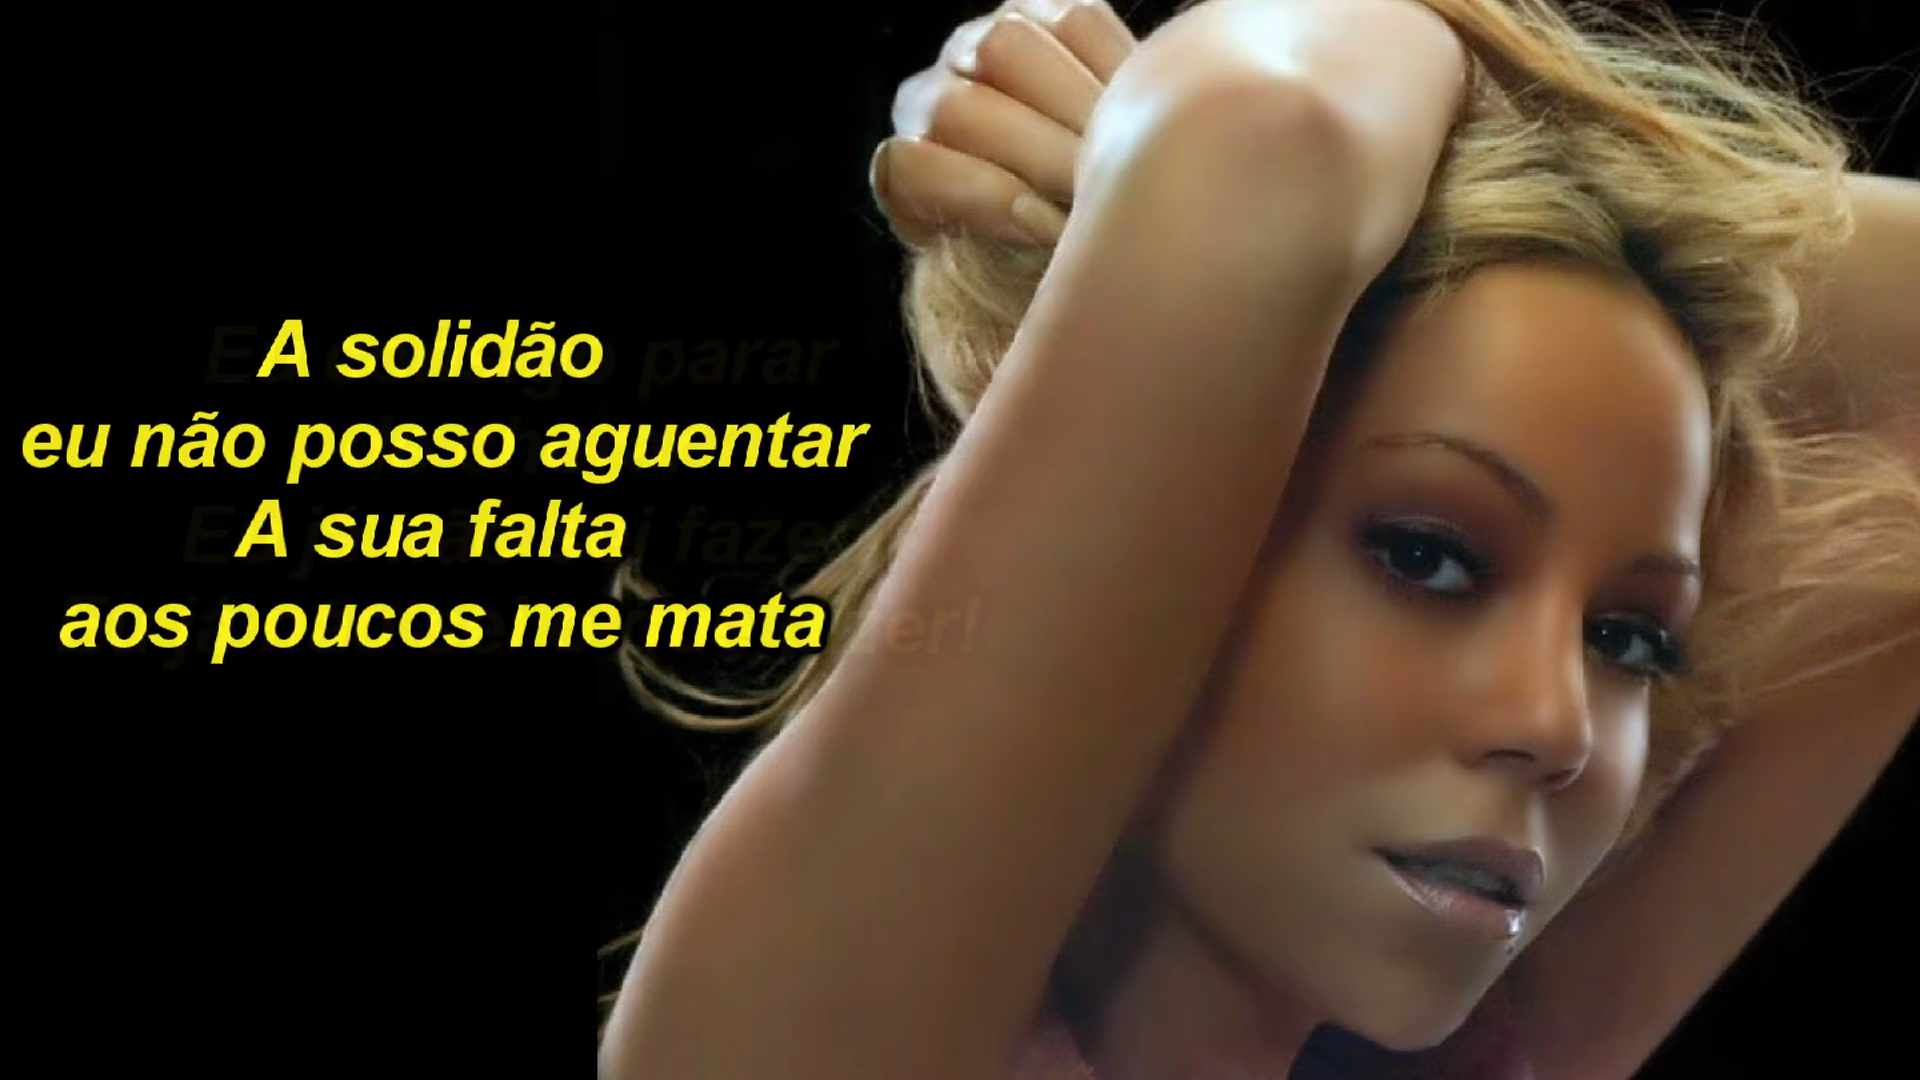 A solidão
eu não posso aguentar
A sua falta
aos poucos me mata